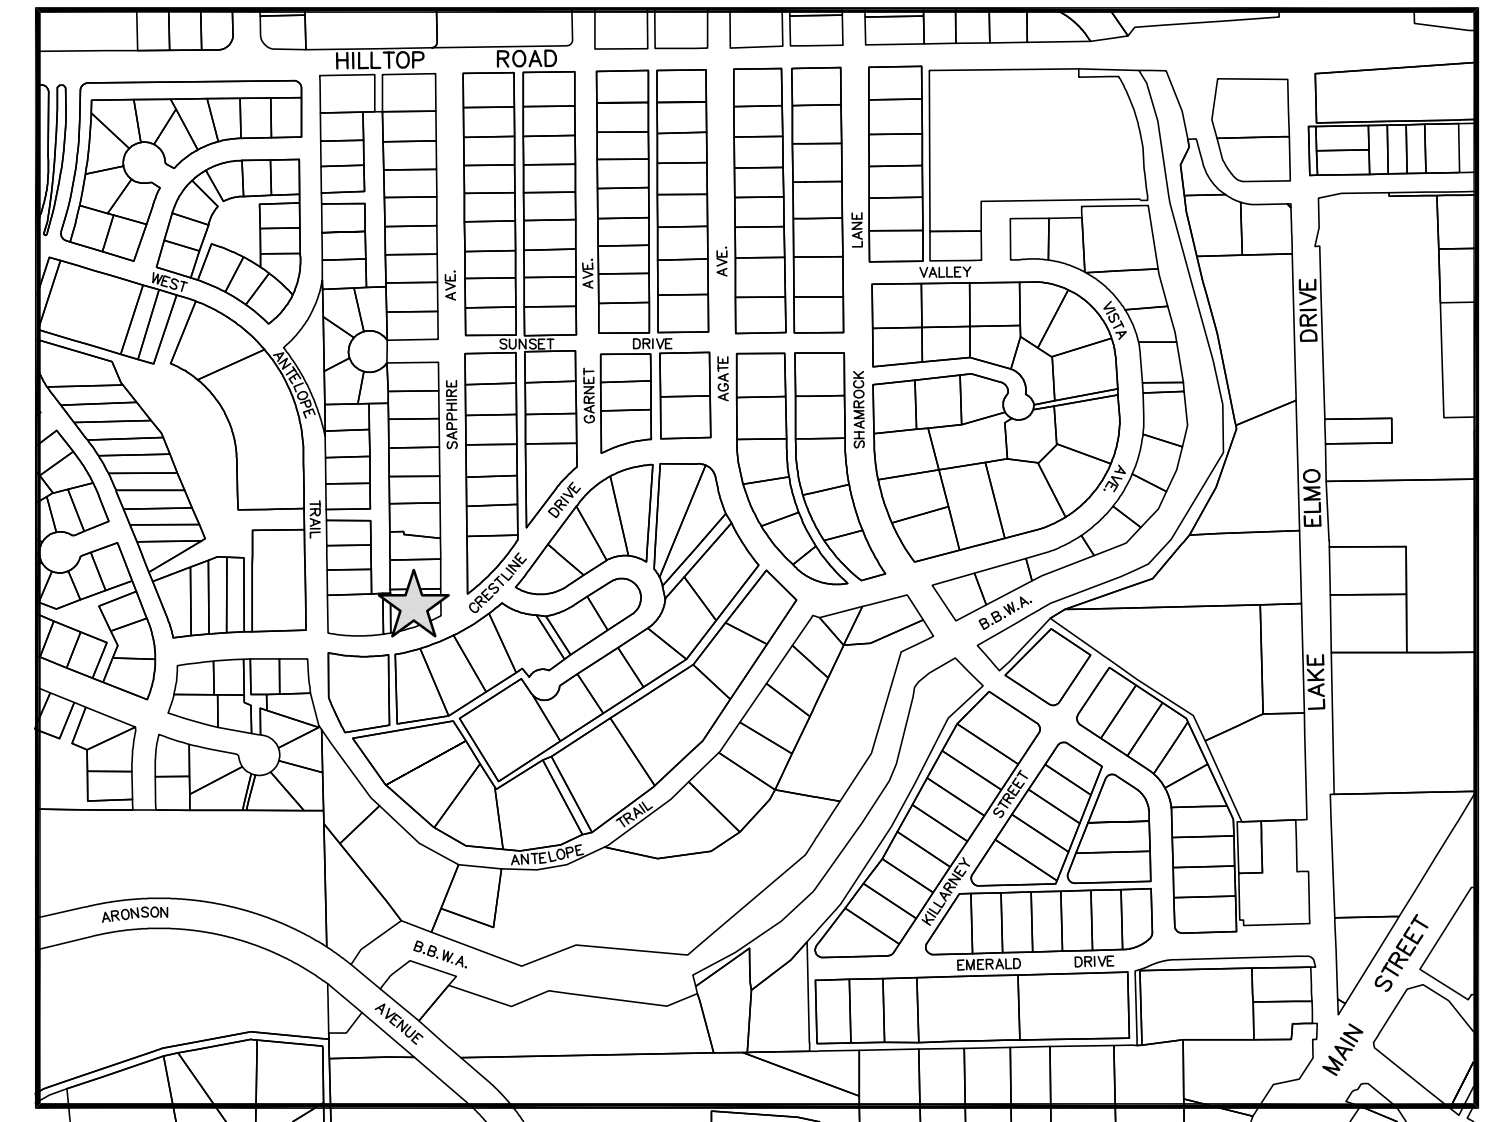 HILLTOP ROAD
LANE
AVE.
AVE.
AVE.
VALLEY
WEST
VISTA
DRIVE
SUNSET DRIVE
ANTELOPE
GARNET
AGATE
SAPPHIRE
SHAMROCK
AVE.
TRAIL
DRIVE
ELMO
CRESTLINE
B.B.W.A.
LAKE
STREET
TRAIL
ANTELOPE
KILLARNEY
ARONSON
B.B.W.A.
EMERALD DRIVE
STREET
AVENUE
MAIN